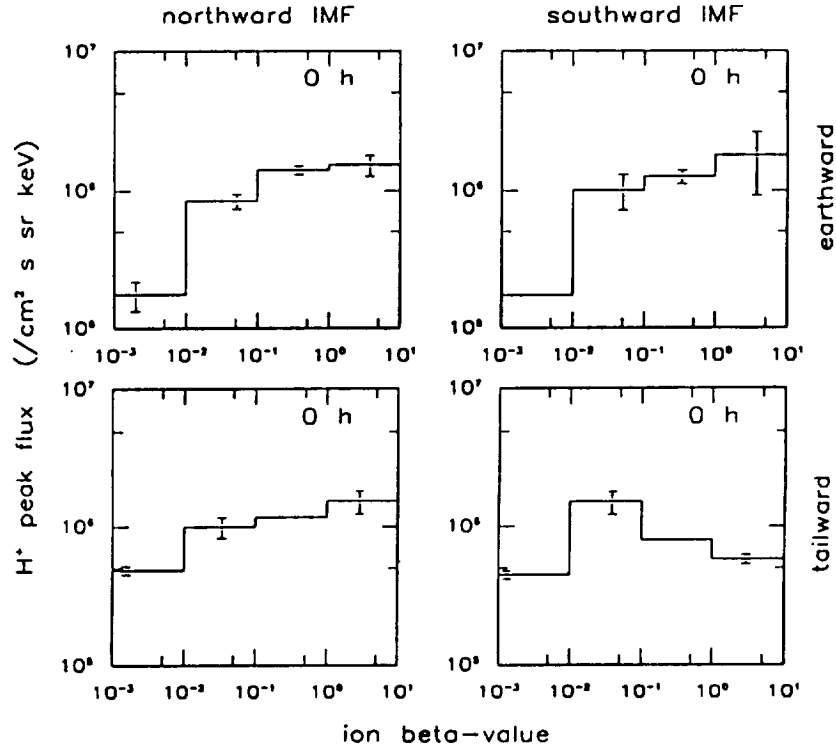 northward IMF
southward IMF
10⁷
0 h
10⁶
10⁵
10⁻³ 10⁻² 10⁻¹ 10⁰ 10¹
10⁷
0 h
10⁶
10⁵
10⁻³ 10⁻² 10⁻¹ 10⁰ 10¹
earthward
H⁺ peak flux (/cm² s sr keV)
10⁷
0 h
10⁶
10⁵
10⁻³ 10⁻² 10⁻¹ 10⁰ 10¹
10⁷
0 h
10⁶
10⁵
10⁻³ 10⁻² 10⁻¹ 10⁰ 10¹
tailward
ion beta-value